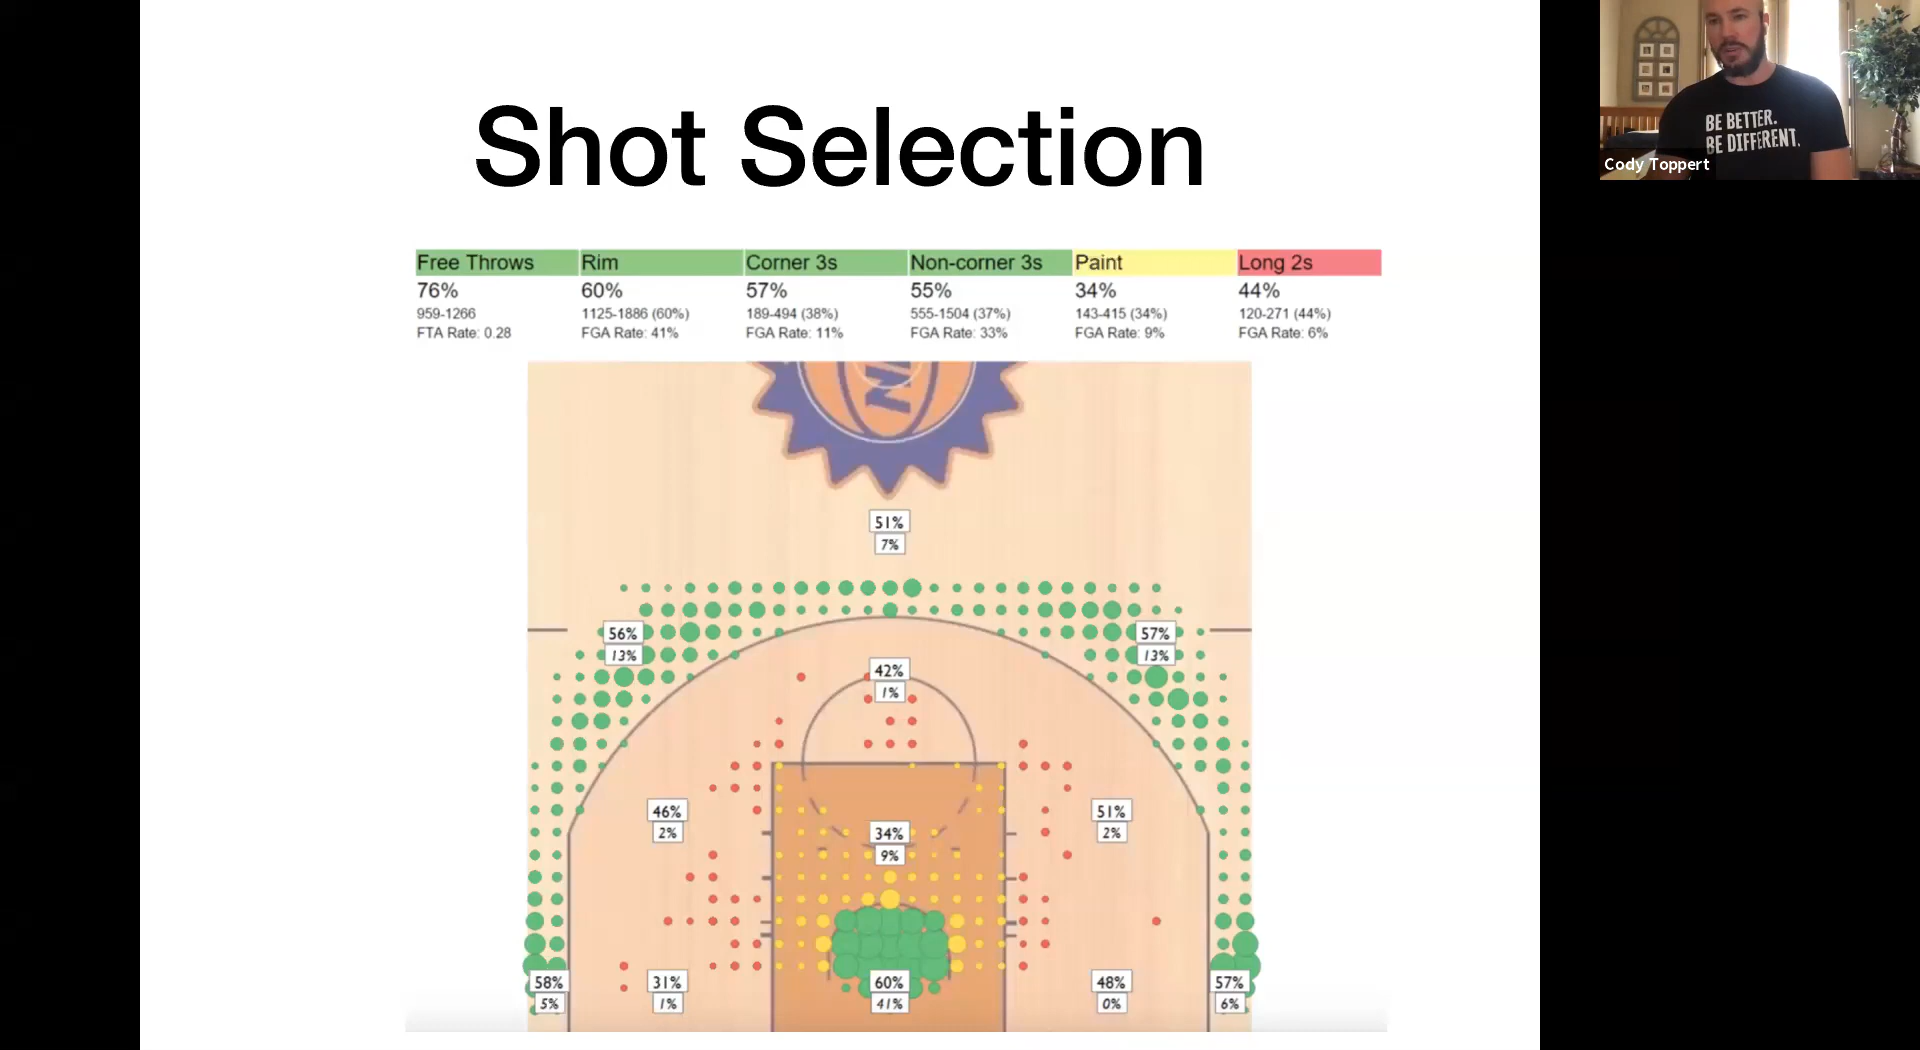 Shot Selection
BE BETTER.
BE DIFFERENT.
Cody Toppert
Free Throws Rim Corner 3s Non-corner 3s Paint Long 2s
76% 60% 57% 55% 34% 44%
959-1266 1125-1886 (60%) 189-494 (38%) 555-1504 (37%) 143-415 (34%) 120-271 (44%)
FTA Rate: 0.28 FGA Rate: 41% FGA Rate: 11% FGA Rate: 33% FGA Rate: 9% FGA Rate: 6%
51%
7%
56% 57%
13% 13%
42%
1%
46% 51%
2% 2%
34%
9%
58% 31% 60% 48% 57%
5% 1% 41% 0% 6%